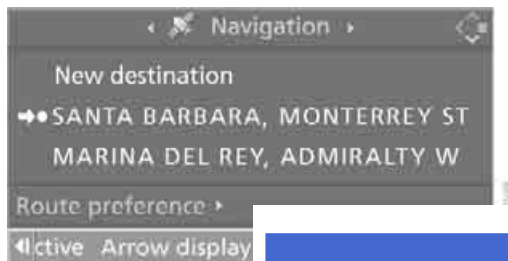 Navigation
New destination
SANTA BARBARA, MONTERREY ST
MARINA DEL REY, ADMIRALTY W
Route preference
ctive Arrow display